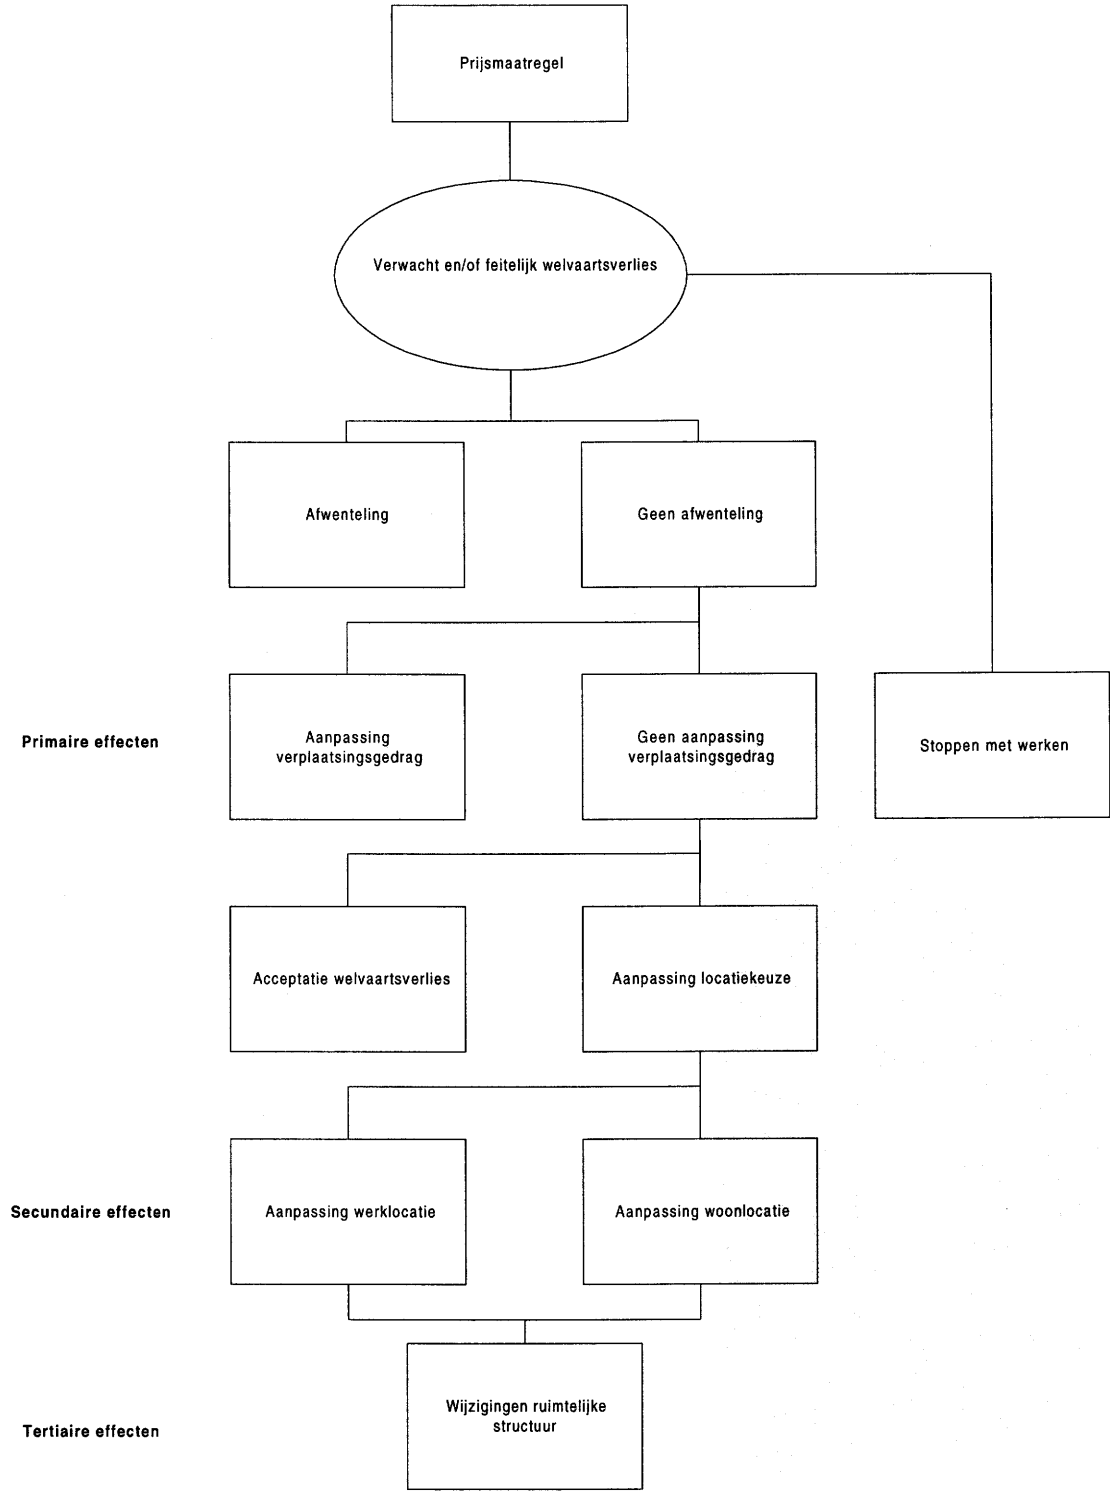 Prijsmaatregel
Verwacht en/of feitelijk welvaartsverlies
Afwenteling
Geen afwenteling
Primaire effecten
Aanpassing
verplaatsingsgedrag
Geen aanpassing
verplaatsingsgedrag
Stoppen met werken
Acceptatie welvaartsverlies
Aanpassing locatiekeuze
Secundaire effecten
Aanpassing werklocatie
Aanpassing woonlocatie
Tertiaire effecten
Wijzigingen ruimtelijke
structuur